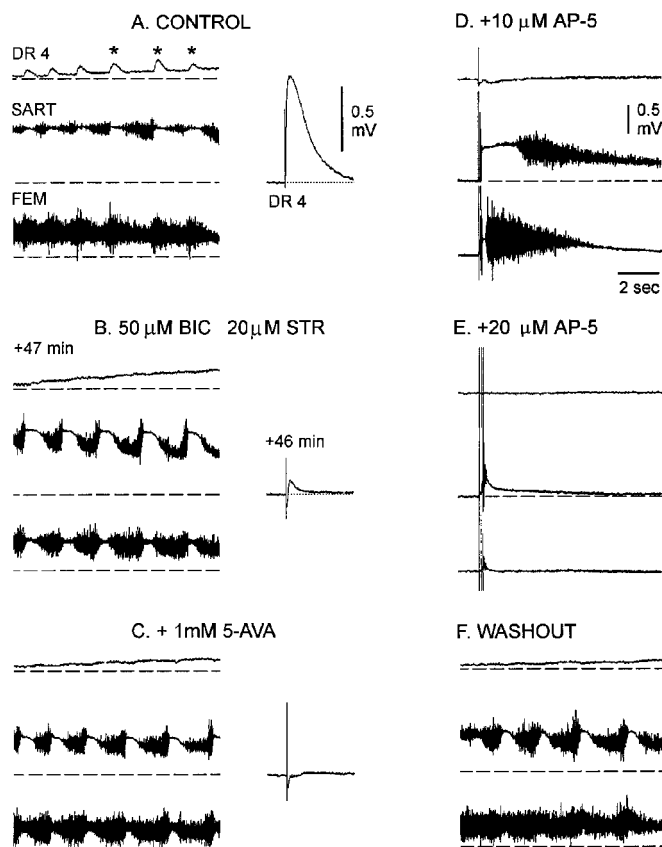 A. CONTROL
DR 4
* * *
SART
FEM
0.5
mV
DR 4
B. 50 µM BIC 20µM STR
+47 min
+46 min
C. + 1mM 5-AVA
D. +10 µM AP-5
0.5
mV
2 sec
E. +20 µM AP-5
F. WASHOUT